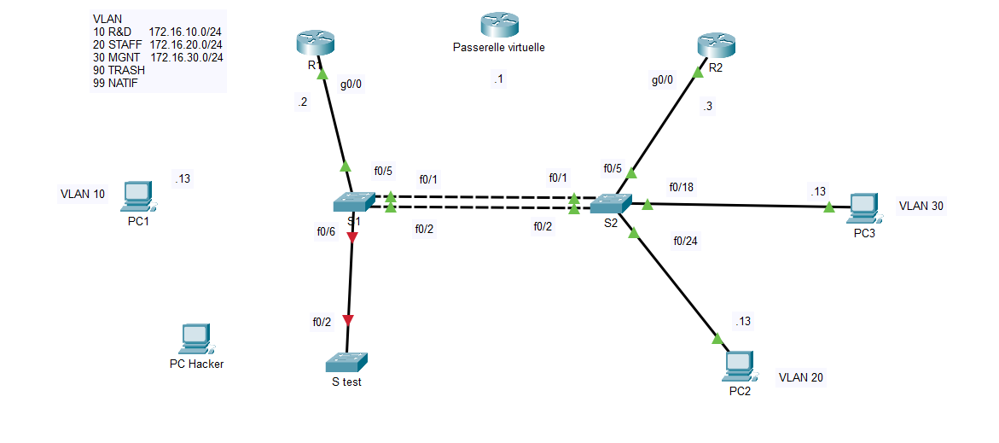 VLAN
10 R&D 172.16.10.0/24
20 STAFF 172.16.20.0/24
30 MGNT 172.16.30.0/24
90 TRASH
99 NATIF
Passerelle virtuelle
.1
R1
g0/0
.2
R2
g0/0
.3
VLAN 10
.13
PC1
f0/5
f0/1
f0/1
f0/5
S1
f0/6
f0/2
f0/2
S2
f0/18
.13
VLAN 30
PC3
f0/24
f0/2
S test
PC Hacker
.13
VLAN 20
PC2